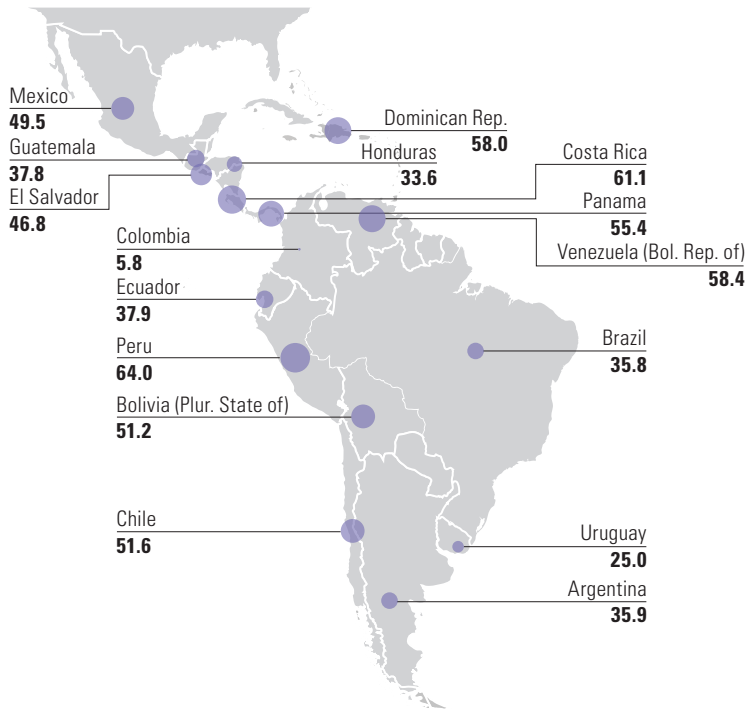 Mexico
49.5
Guatemala
37.8
El Salvador
46.8
Dominican Rep.
58.0
Honduras
33.6
Costa Rica
61.1
Panama
55.4
Venezuela (Bol. Rep. of)
58.4
Colombia
5.8
Ecuador
37.9
Peru
64.0
Bolivia (Plur. State of)
51.2
Brazil
35.8
Chile
51.6
Uruguay
25.0
Argentina
35.9